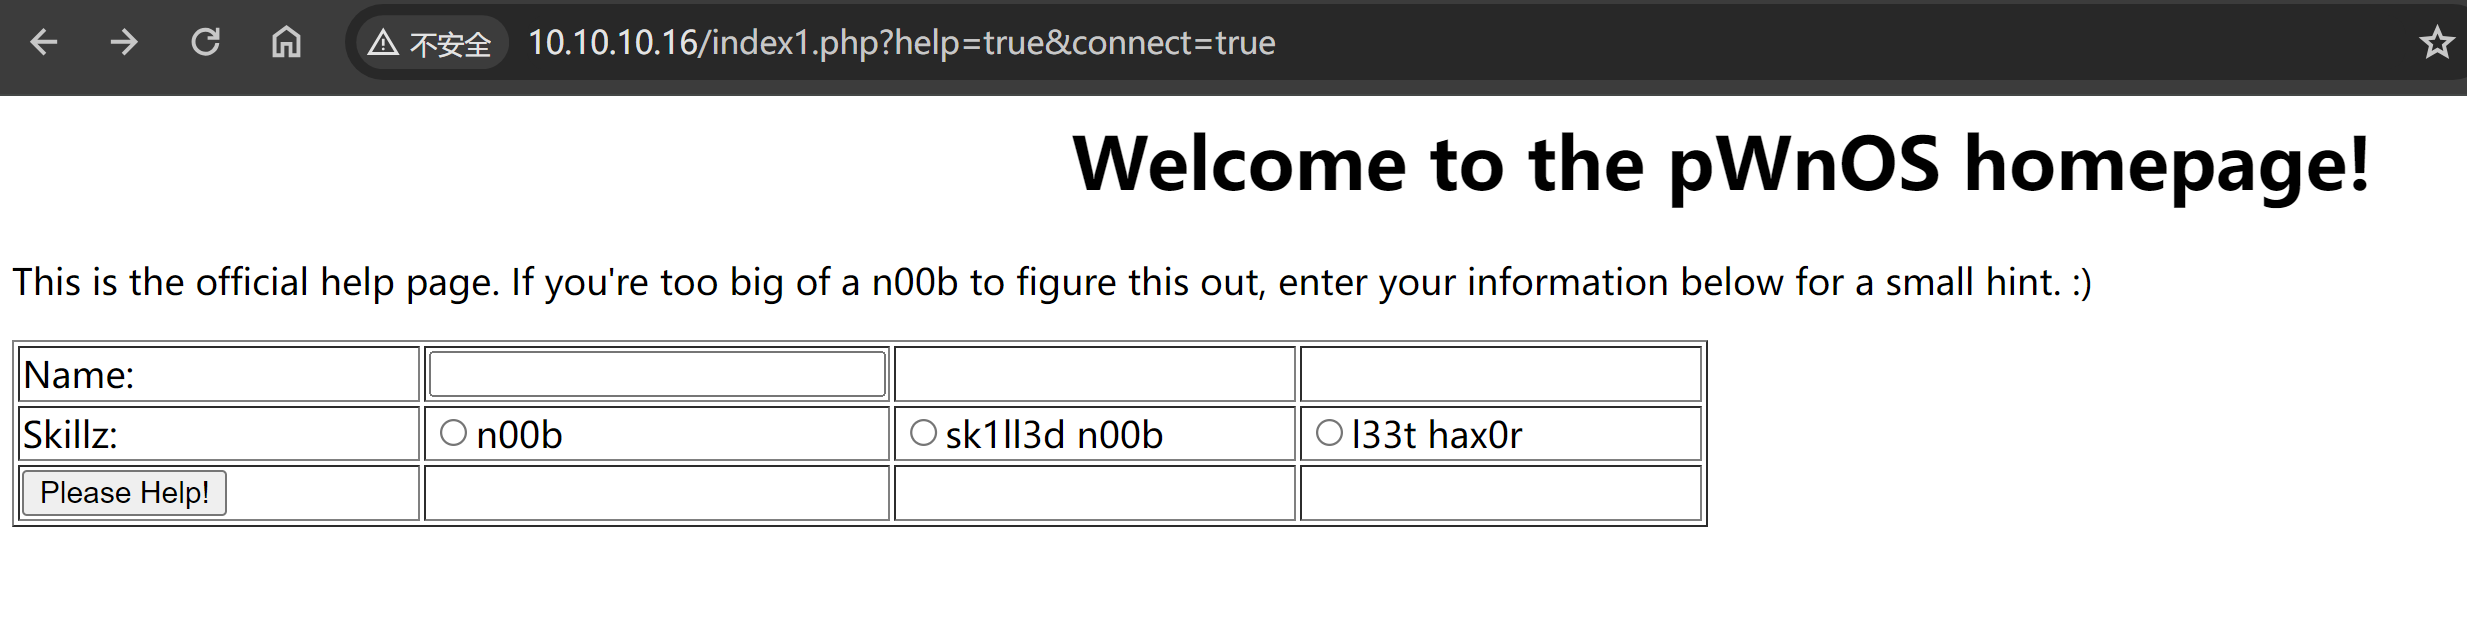 不安全 10.10.10.16/index1.php?help=true&connect=true
Welcome to the pWnOS homepage!
This is the official help page. If you're too big of a n00b to figure this out, enter your information below for a small hint. :)
Name:
Skillz: n00b sk1ll3d n00b l33t hax0r
Please Help!